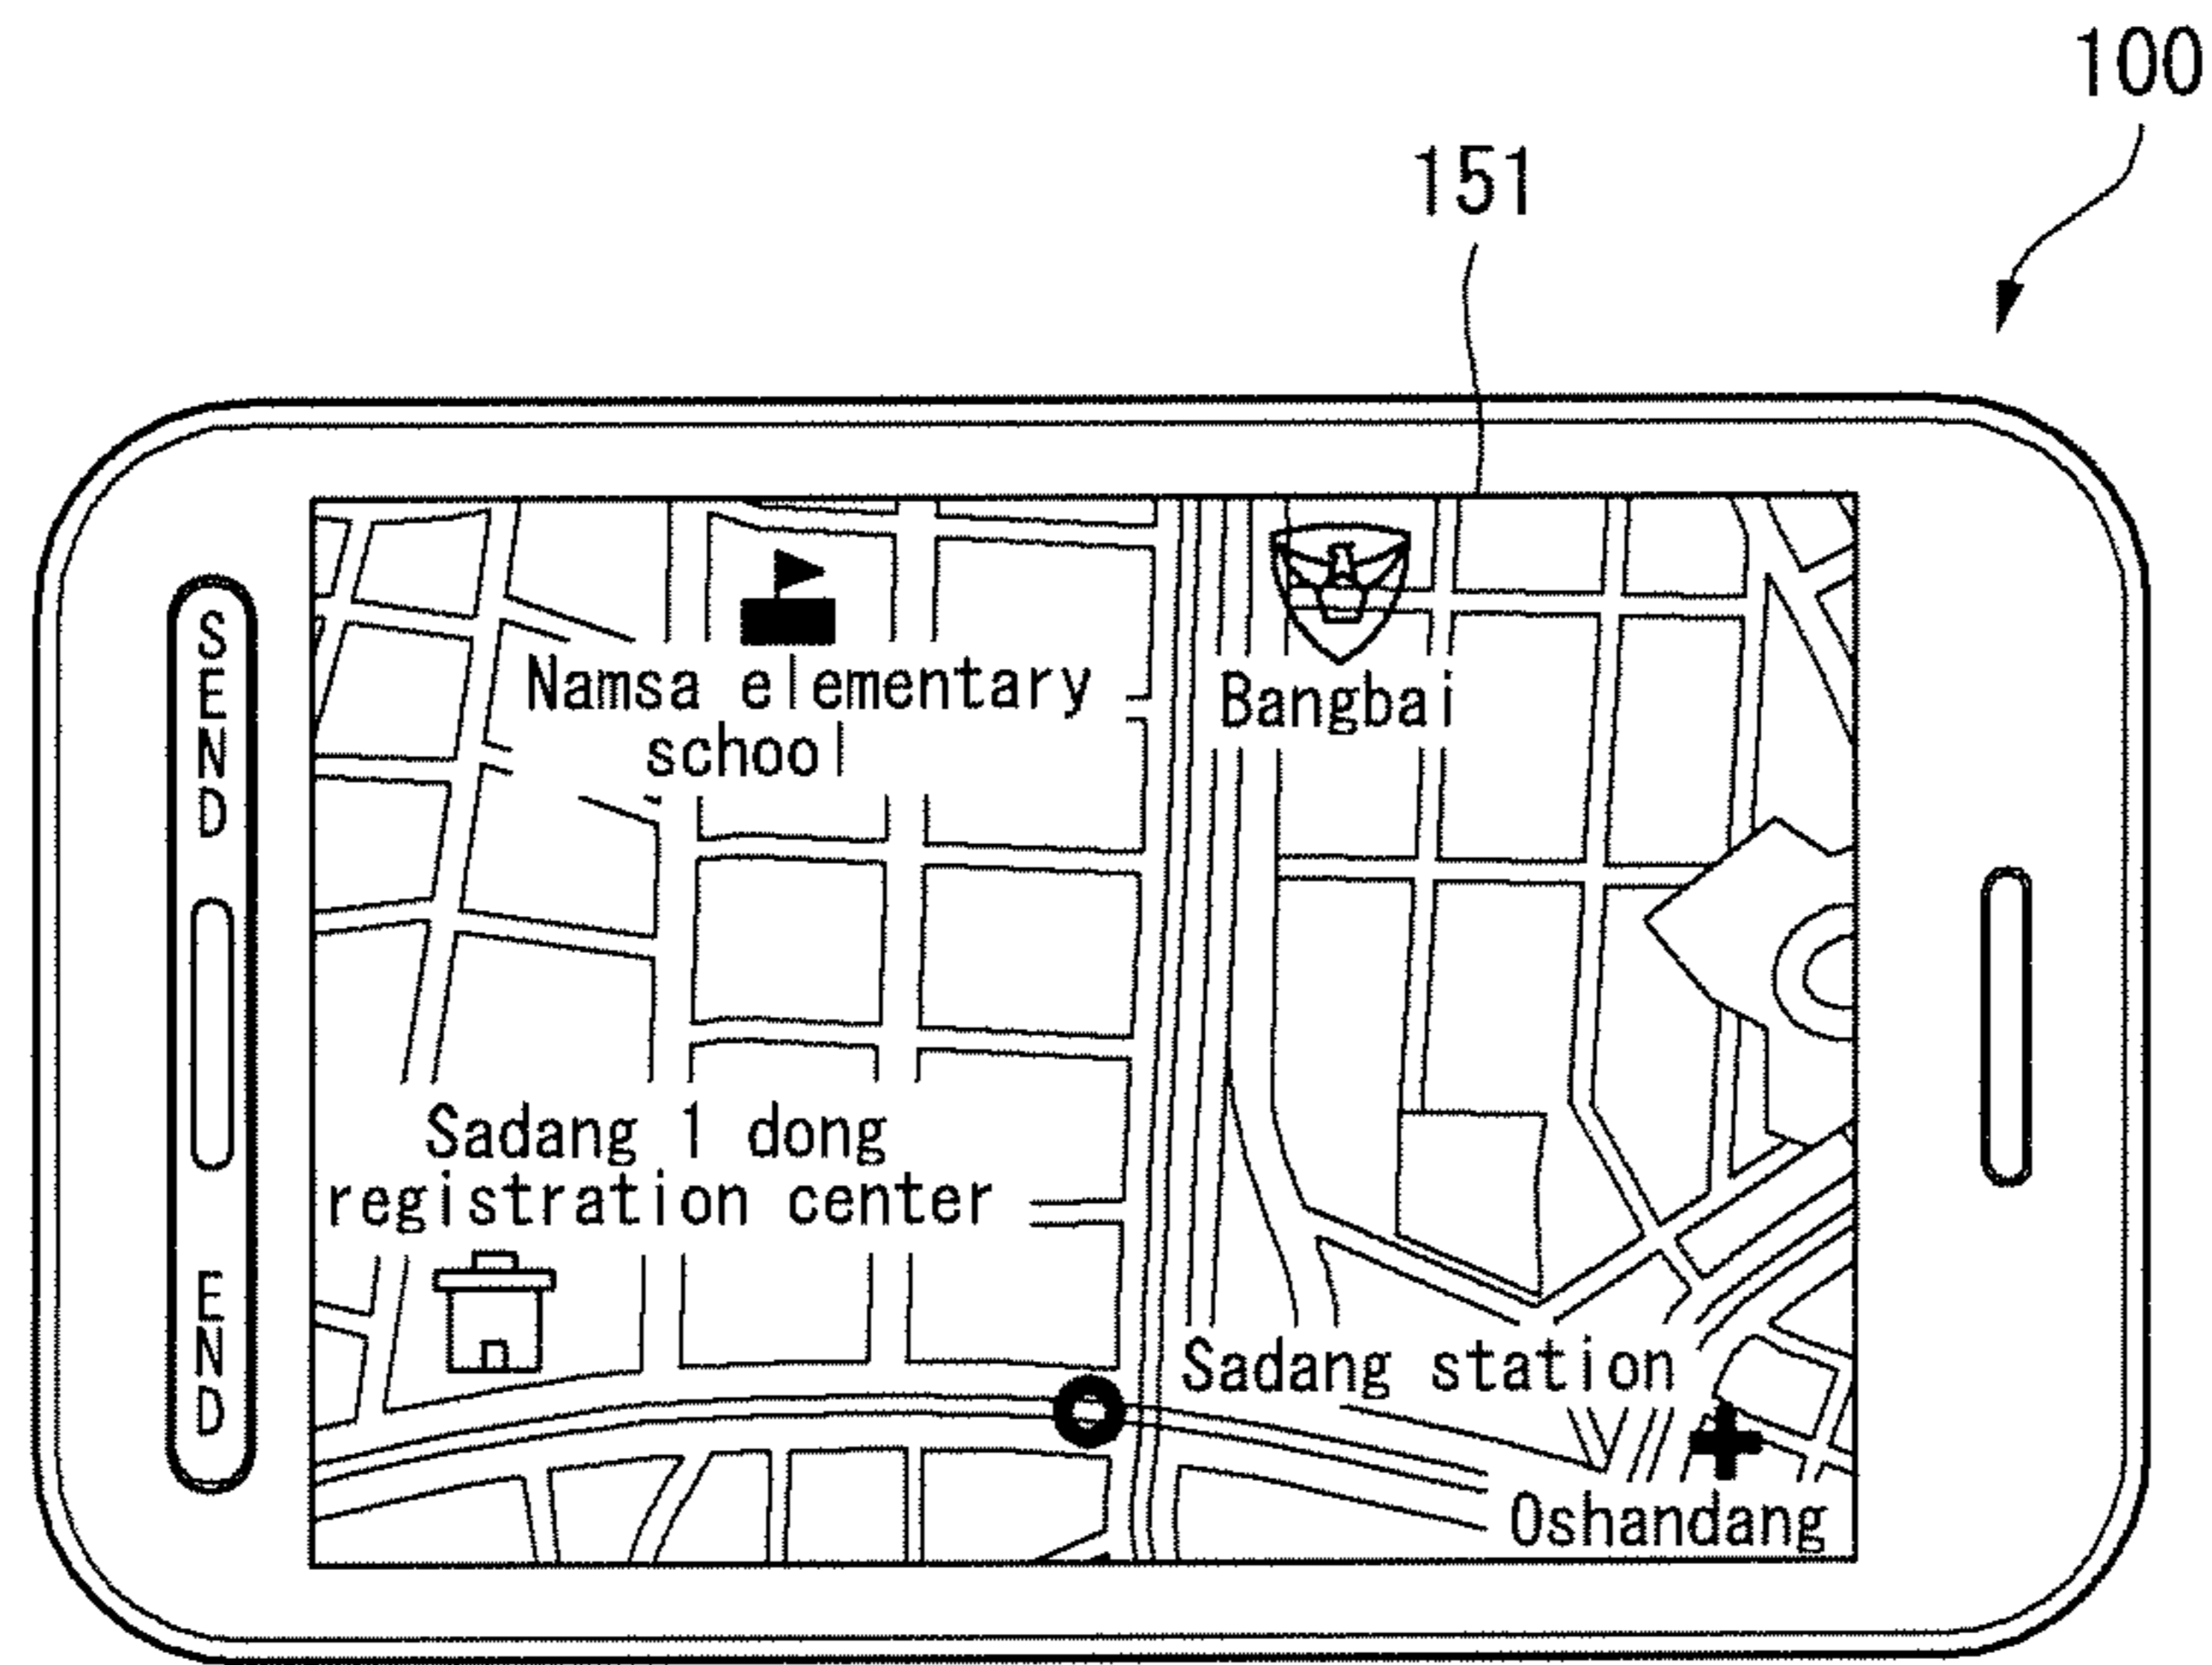 100
151
SEND
Namsa elementary
school
Bangbai
Sadang 1 dong
registration center
END
Sadang station
Oshandang